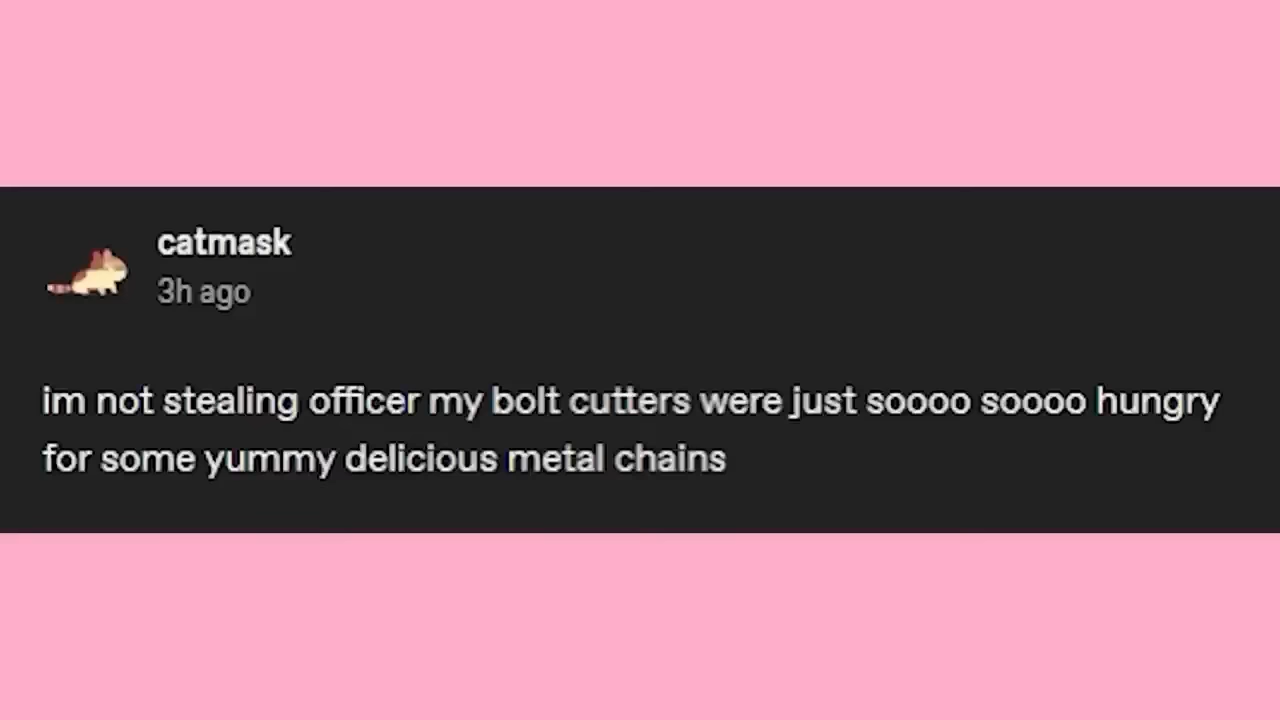 catmask
3h ago
im not stealing officer my bolt cutters were just soooo soooo hungry
for some yummy delicious metal chains